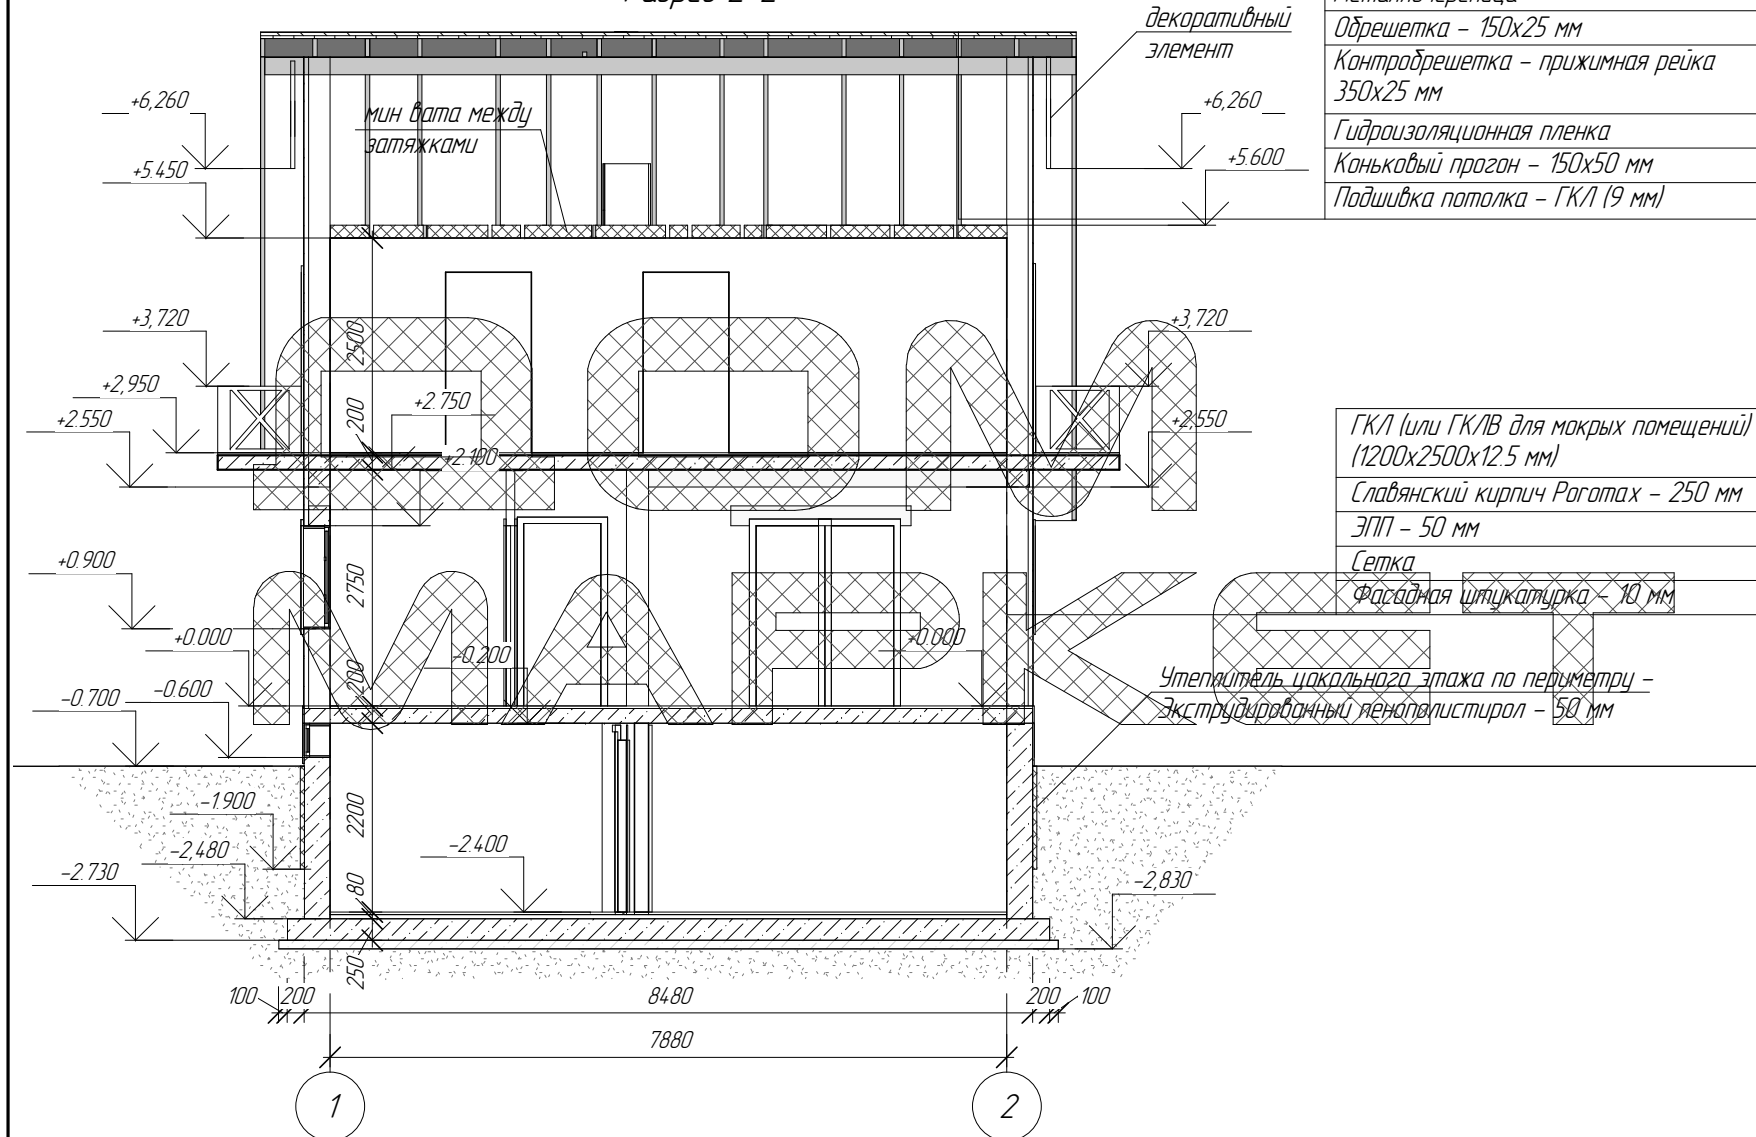 Разрез 2-2
декоративный
элемент
Металлочерепица
Обрешетка - 150х25 мм
Контробрешетка - прижимная рейка
350х25 мм
Гидроизоляционная пленка
Коньковый прогон - 150х50 мм
Подшивка потолка - ГКЛ (9 мм)
+6,260
мин вата между
затяжками
+6,260
+5.450
+5.600
+3,720
2500
+3,720
+2,950
+2.750
200
+2.550
+2.100
+2,550
ГКЛ (или ГКЛВ для мокрых помещений)
(1200х2500х12.5 мм)
Славянский кирпич Poromax - 250 мм
ЭПП - 50 мм
Сетка
Фасадная штукатурка - 10 мм
+0.900
2750
+0.000
-0.200
+0.000
200
-0.700
-0.600
Утеплитель цокольного этажа по периметру -
Экструдированный пенополистирол - 50 мм
-1.900
2200
-2,480
-2.400
-2.730
80
-2,830
250
100
200
8480
200
100
7880
1
2
ДОМ
МАРКЕТ